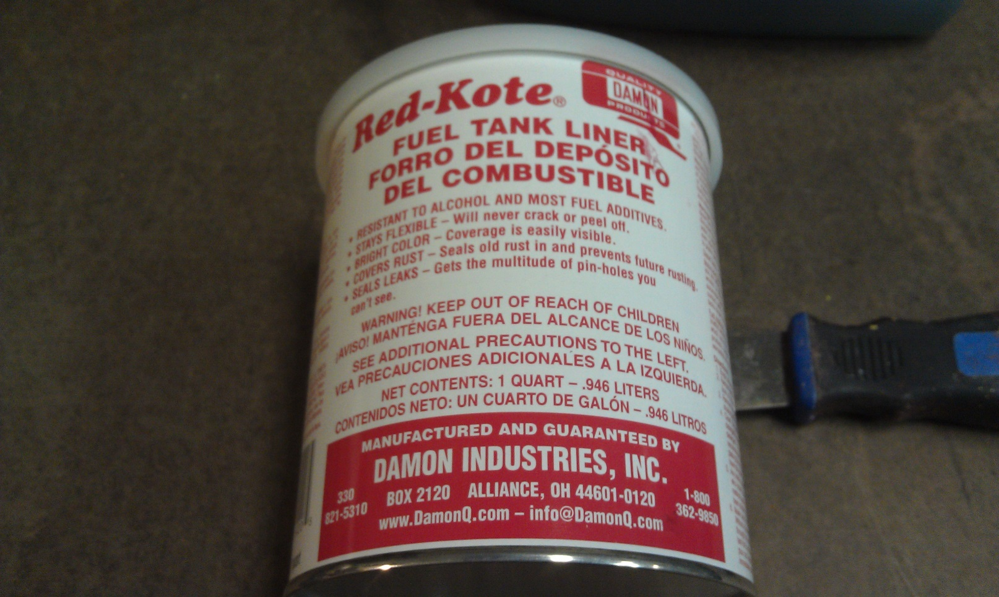 Red-Kote®
QUALITY
DAMON
PRODUCTS
FUEL TANK LINER
FORRO DEL DEPÓSITO
DEL COMBUSTIBLE
• RESISTANT TO ALCOHOL AND MOST FUEL ADDITIVES.
• STAYS FLEXIBLE – Will never crack or peel off.
• BRIGHT COLOR – Coverage is easily visible.
• COVERS RUST – Seals old rust in and prevents future rusting.
• SEALS LEAKS – Gets the multitude of pin-holes you
can't see.
WARNING! KEEP OUT OF REACH OF CHILDREN
¡AVISO! MANTÉNGA FUERA DEL ALCANCE DE LOS NIÑOS.
SEE ADDITIONAL PRECAUTIONS TO THE LEFT.
VEA PRECAUCIONES ADICIONALES A LA IZQUIERDA.
NET CONTENTS: 1 QUART – .946 LITERS
CONTENIDOS NETO: UN CUARTO DE GALÓN – .946 LITROS
MANUFACTURED AND GUARANTEED BY
DAMON INDUSTRIES, INC.
330
821-5310
BOX 2120 ALLIANCE, OH 44601-0120
1-800
362-9850
www.DamonQ.com – info@DamonQ.com